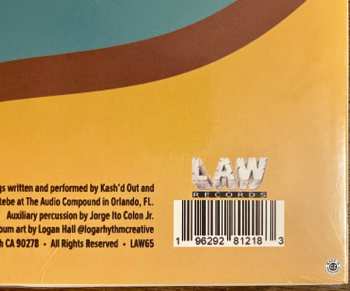 LAW
RECORDS
gs written and performed by Kash'd Out and
tebe at The Audio Compound in Orlando, FL.
Auxiliary percussion by Jorge Ito Colon Jr.
bum art by Logan Hall @logarhythmcreative
h CA 90278 • All Rights Reserved • LAW65
1 96292 81218 3